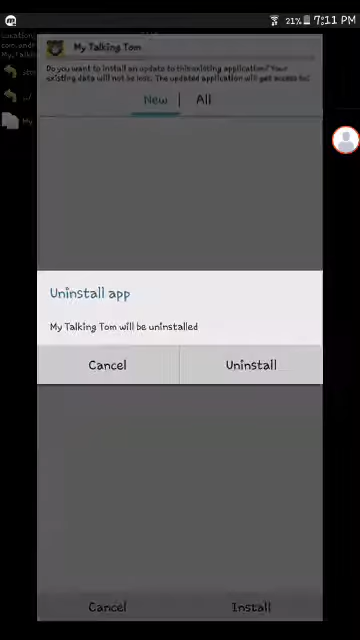 21% 7:11 PM
Location,
My Talking Tom
Do you want to install an update to this existing application? Your
existing data will not be lost. The updated application will get access to:
New | All
My
Uninstall app
My Talking Tom will be uninstalled
Cancel Uninstall
Cancel Install